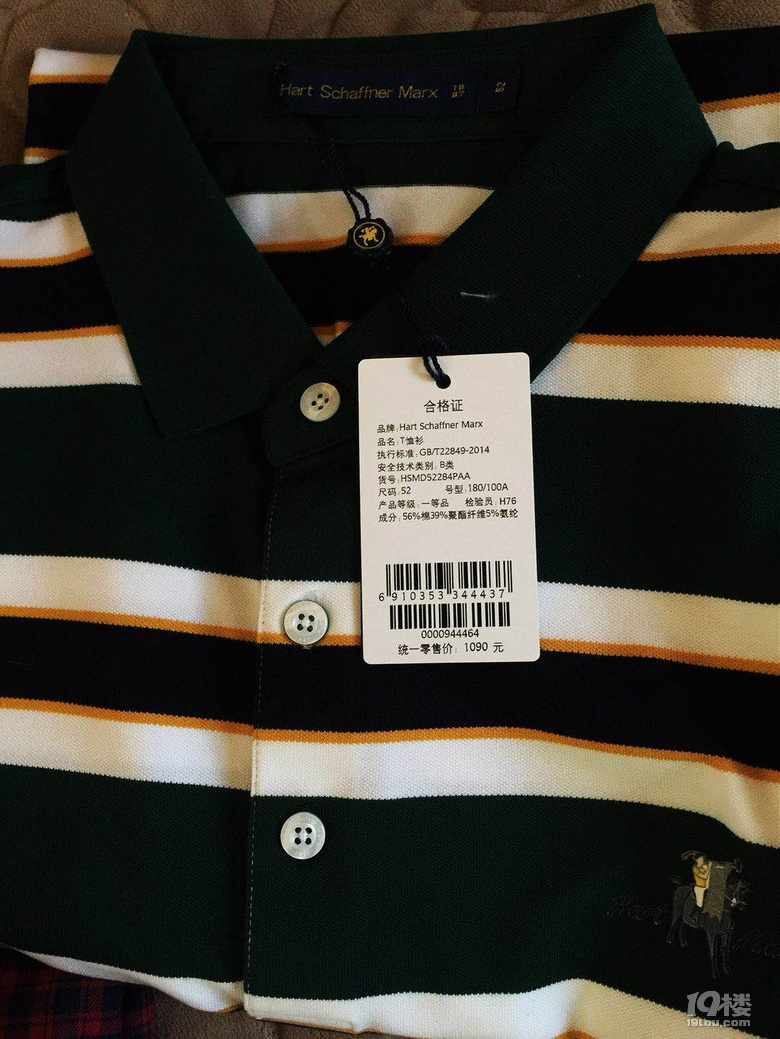 Hart Schaffner Marx 18 87 52
合格证
品牌:Hart Schaffner Marx
品名:T恤衫
执行标准:GB/T22849-2014
安全技术类别:B类
货号:HSMD52284PAA
尺码:52 号型:180/100A
产品等级:一等品 检验员:H76
成分:56%棉39%聚酯纤维5%氨纶
6 910353 344437
0000944464
统一零售价: 1090 元
19楼
19lou.com